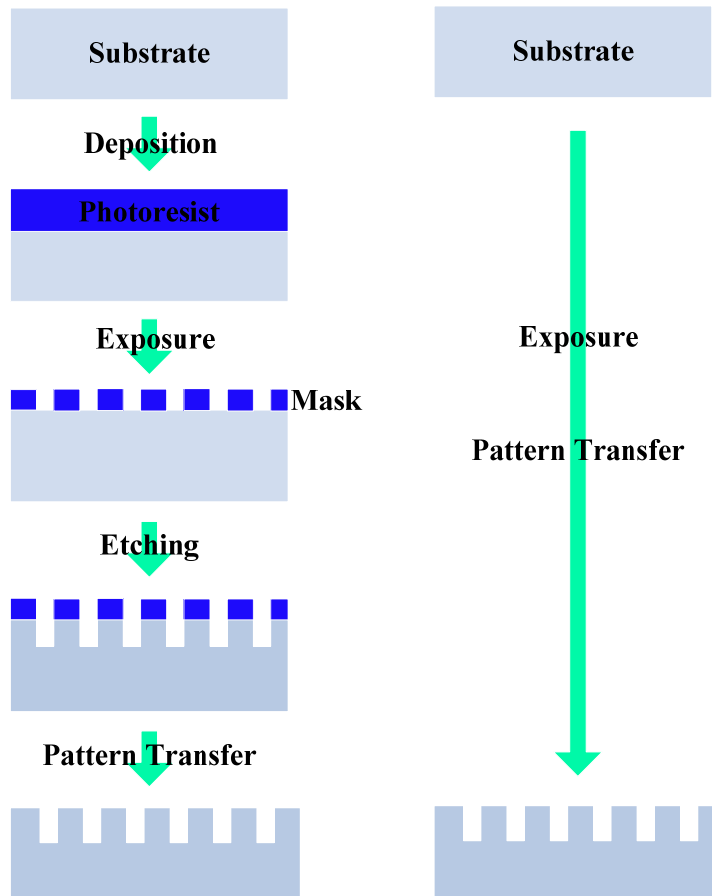 Substrate
Deposition
Photoresist
Exposure
Mask
Etching
Pattern Transfer
Substrate
Exposure
Pattern Transfer